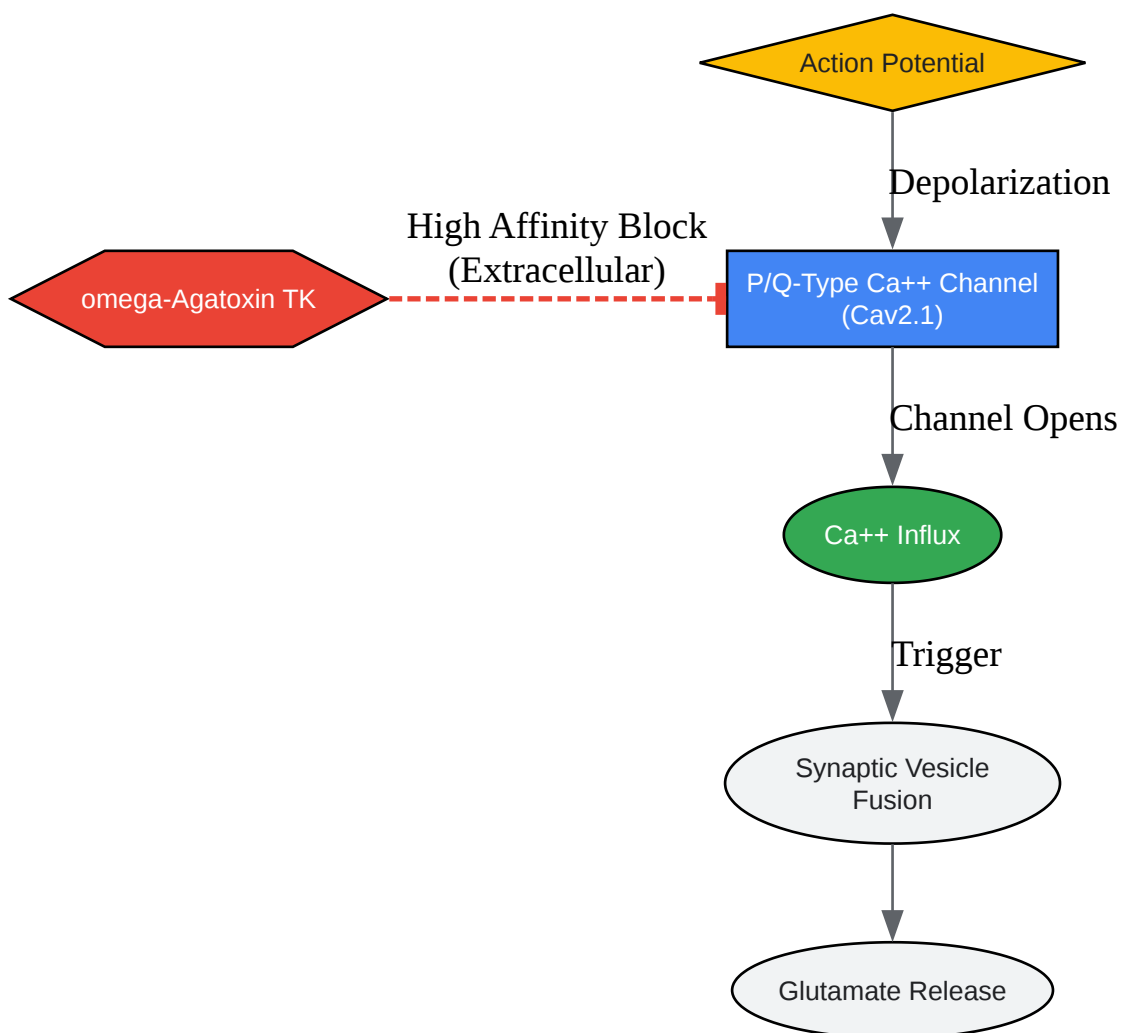 Action Potential
Depolarization
High Affinity Block
(Extracellular)
omega-Agatoxin TK
P/Q-Type Ca++ Channel
(Cav2.1)
Channel Opens
Ca++ Influx
Trigger
Synaptic Vesicle
Fusion
Glutamate Release